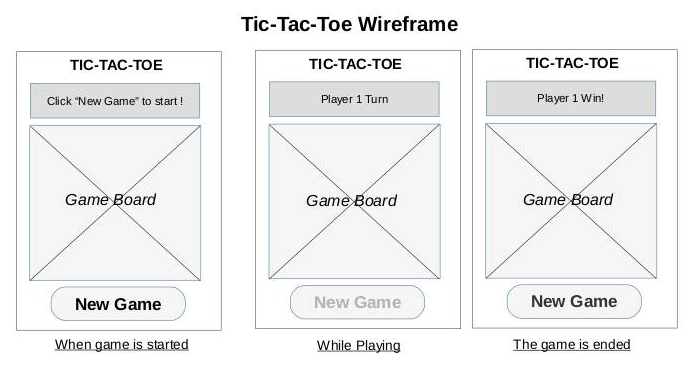 Tic-Tac-Toe Wireframe
TIC-TAC-TOE
Click “New Game” to start !
Game Board
New Game
When game is started
TIC-TAC-TOE
Player 1 Turn
Game Board
New Game
While Playing
TIC-TAC-TOE
Player 1 Win!
Game Board
New Game
The game is ended